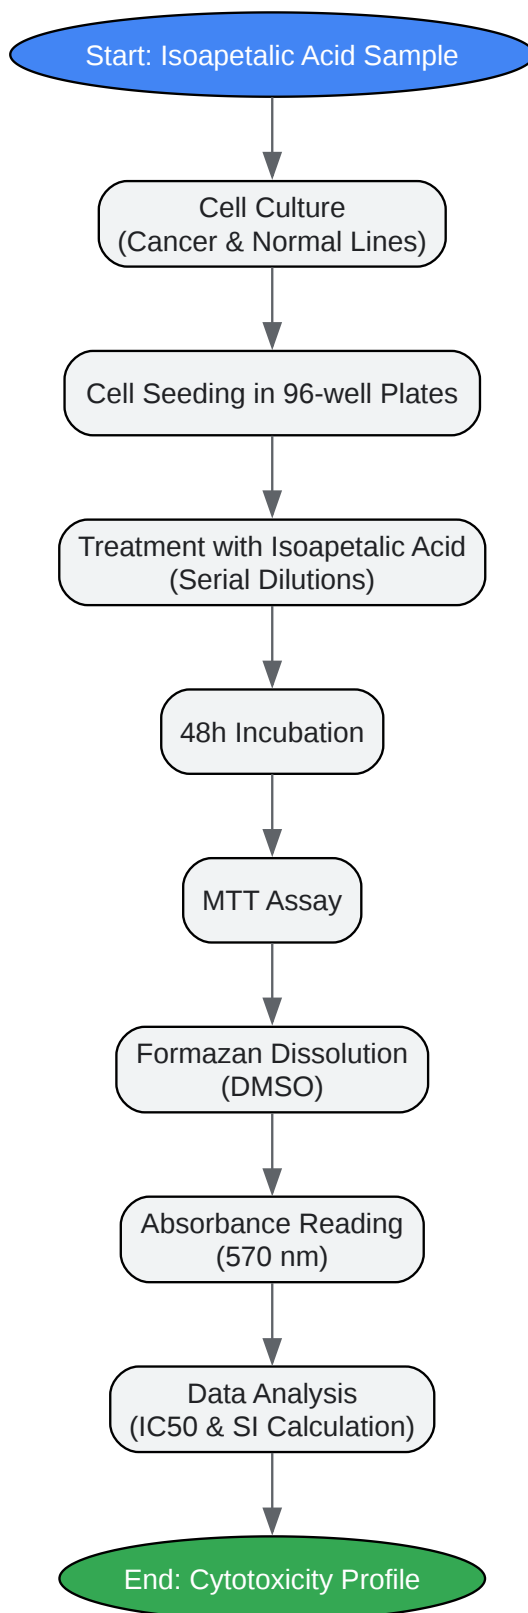 Start: Isoapetalic Acid Sample
Cell Culture
(Cancer & Normal Lines)
Cell Seeding in 96-well Plates
Treatment with Isoapetalic Acid
(Serial Dilutions)
48h Incubation
MTT Assay
Formazan Dissolution
(DMSO)
Absorbance Reading
(570 nm)
Data Analysis
(IC50 & SI Calculation)
End: Cytotoxicity Profile